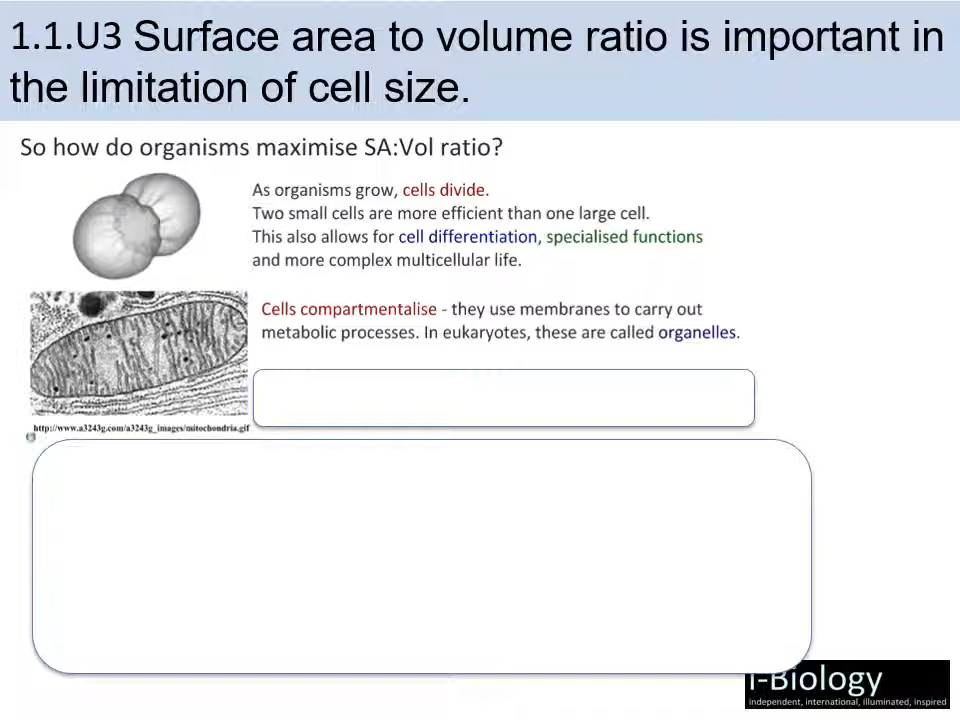 1.1.U3 Surface area to volume ratio is important in
the limitation of cell size.
So how do organisms maximise SA:Vol ratio?
As organisms grow, cells divide.
Two small cells are more efficient than one large cell.
This also allows for cell differentiation, specialised functions
and more complex multicellular life.
Cells compartmentalise - they use membranes to carry out
metabolic processes. In eukaryotes, these are called organelles.
http://www.a3243g.com/a3243g_images/mitochondria.gif
i-Biology
Independent, International, Illuminated, Inspired